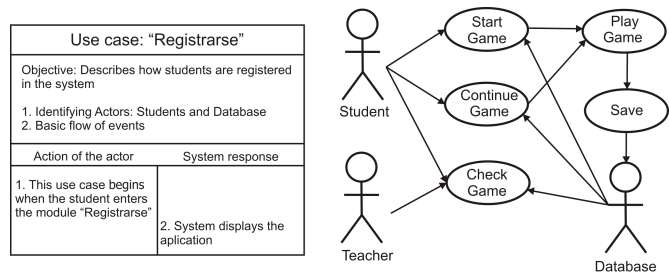 Use case: “Registrarse”
Objective: Describes how students are registered
in the system
1. Identifying Actors: Students and Database
2. Basic flow of events
Action of the actor
System response
1. This use case begins
when the student enters
the module “Registrarse”
2. System displays the
aplication
Start
Game
Play
Game
Student
Continue
Game
Save
Check
Game
Teacher
Database